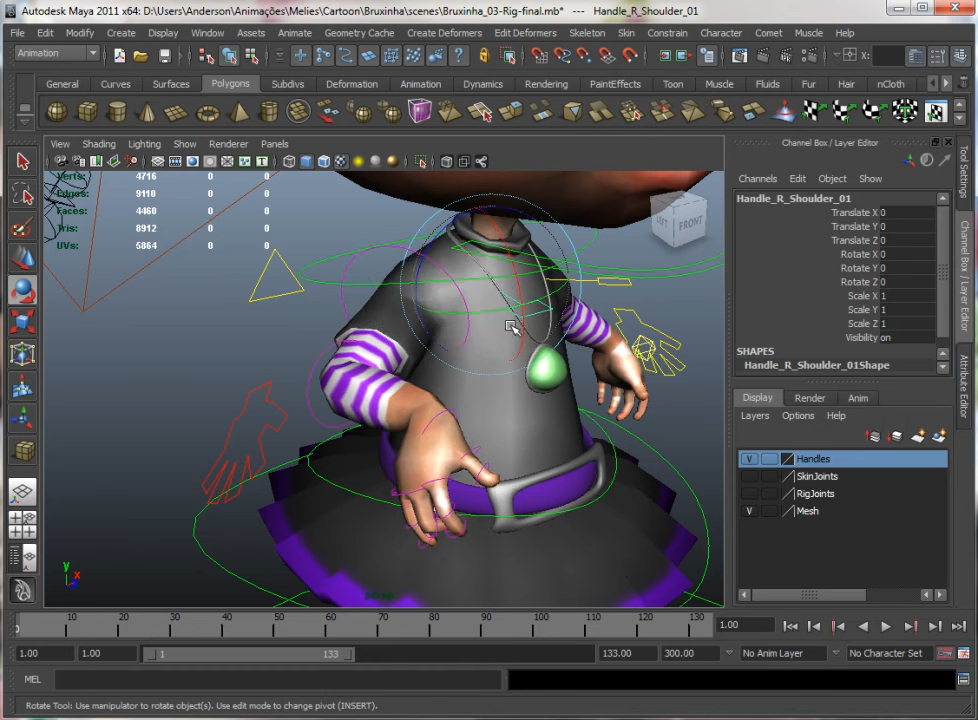 Autodesk Maya 2011 x64: D:\Users\Anderson\Animações\Melies\Cartoon\Bruxinha\scenes\Bruxinha_03-Rig-final.mb* --- Handle_R_Shoulder_01
File Edit Modify Create Display Window Assets Animate Geometry Cache Create Deformers Edit Deformers Skeleton Skin Constrain Character Comet Muscle Help
Animation
X:
General Curves Surfaces Polygons Subdivs Deformation Animation Dynamics Rendering PaintEffects Toon Muscle Fluids Fur Hair nCloth
View Shading Lighting Show Renderer Panels
Verts: 4716 0 0
Edges: 9110 0 0
Faces: 4460 0 0
Tris: 8912 0 0
UVs: 5864 0 0
LEFT FRONT
y
x
z
persp
Channel Box / Layer Editor
Channels Edit Object Show
Handle_R_Shoulder_01
Translate X 0
Translate Y 0
Translate Z 0
Rotate X 0
Rotate Y 0
Rotate Z 0
Scale X 1
Scale Y 1
Scale Z 1
Visibility on
SHAPES
Handle_R_Shoulder_01Shape
Display Render Anim
Layers Options Help
V Handles
SkinJoints
RigJoints
V Mesh
Tool Settings
Channel Box / Layer Editor
Attribute Editor
10 20 30 40 50 60 70 80 90 100 110 120 130
1.00
1.00 1.00 1 133 133.00 300.00 No Anim Layer No Character Set
MEL
Rotate Tool: Use manipulator to rotate object(s). Use edit mode to change pivot (INSERT).